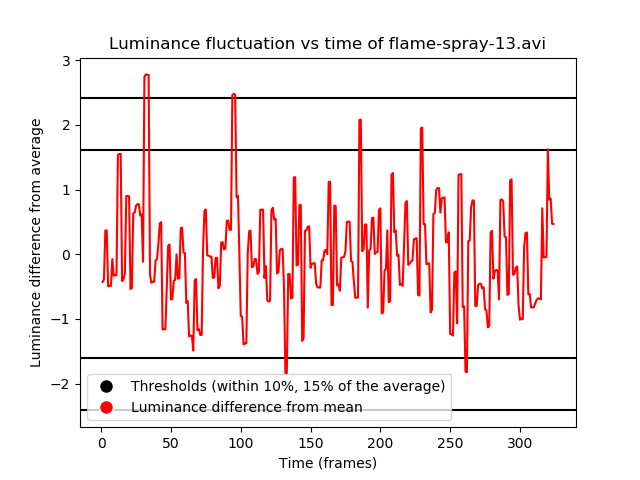 Luminance fluctuation vs time of flame-spray-13.avi
Luminance difference from average
3
2
1
0
−1
−2
Thresholds (within 10%, 15% of the average)
Luminance difference from mean
0 50 100 150 200 250 300
Time (frames)